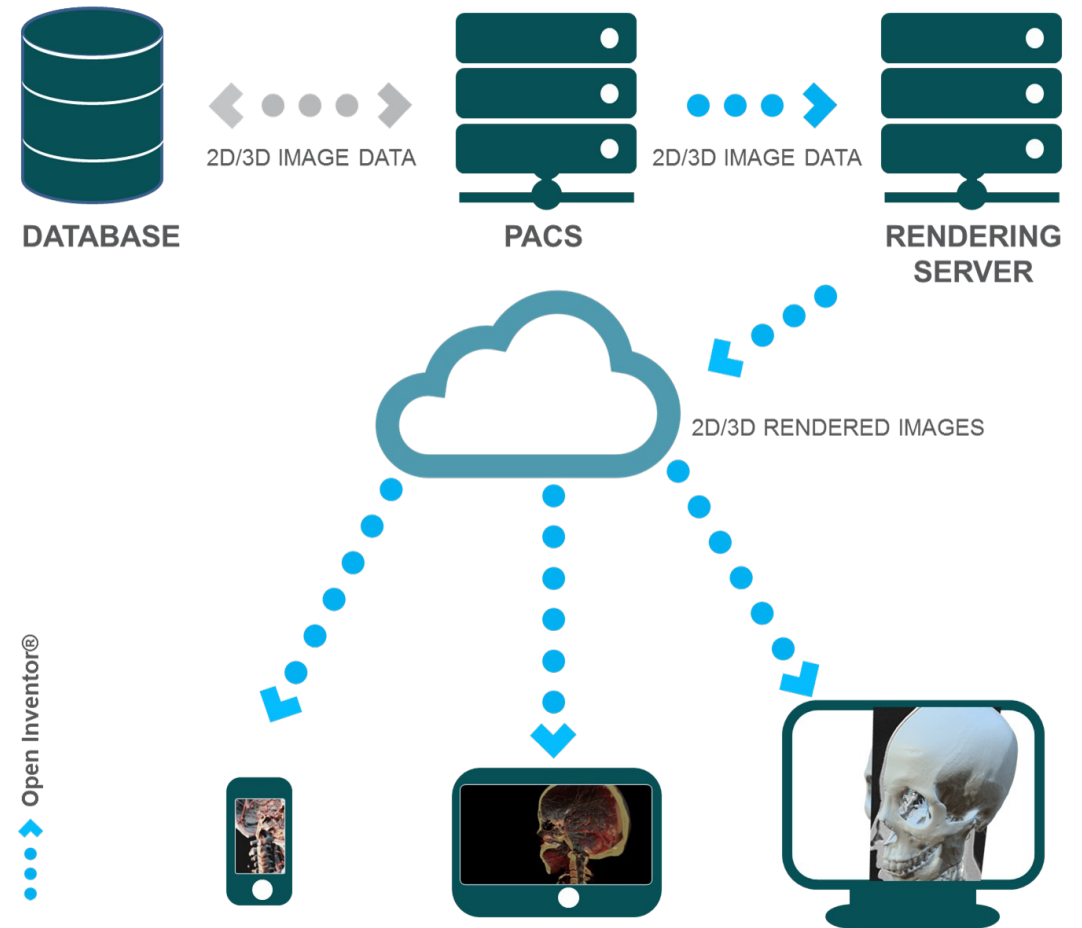 2D/3D IMAGE DATA
2D/3D IMAGE DATA
DATABASE
PACS
RENDERING
SERVER
2D/3D RENDERED IMAGES
Open Inventor®